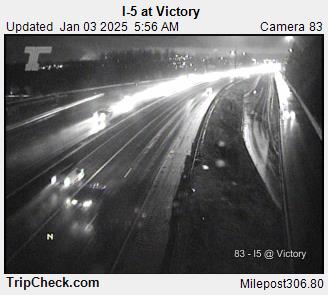 I-5 at Victory
Updated Jan 03 2025 5:56 AM Camera 83
T
N
83 - I5 @ Victory
TripCheck.com Milepost306.80